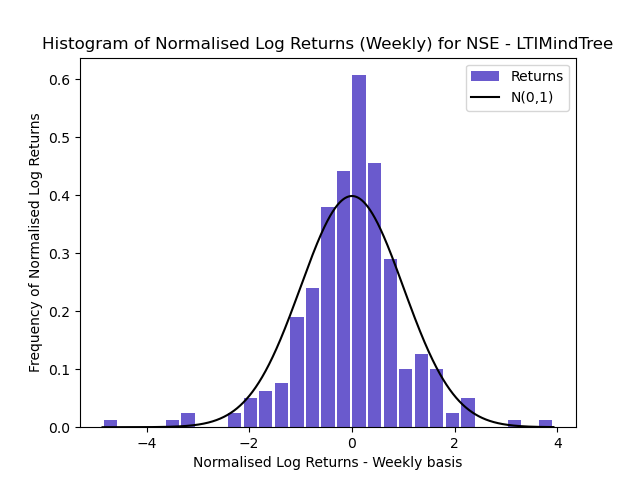 Histogram of Normalised Log Returns (Weekly) for NSE - LTIMindTree
Returns
N(0,1)
Frequency of Normalised Log Returns
0.6
0.5
0.4
0.3
0.2
0.1
0.0
−4
−2
0
2
4
Normalised Log Returns - Weekly basis